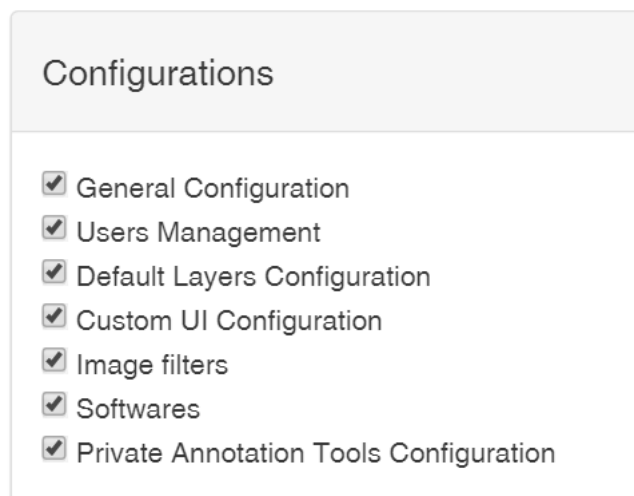 Configurations
General Configuration
Users Management
Default Layers Configuration
Custom UI Configuration
Image filters
Softwares
Private Annotation Tools Configuration